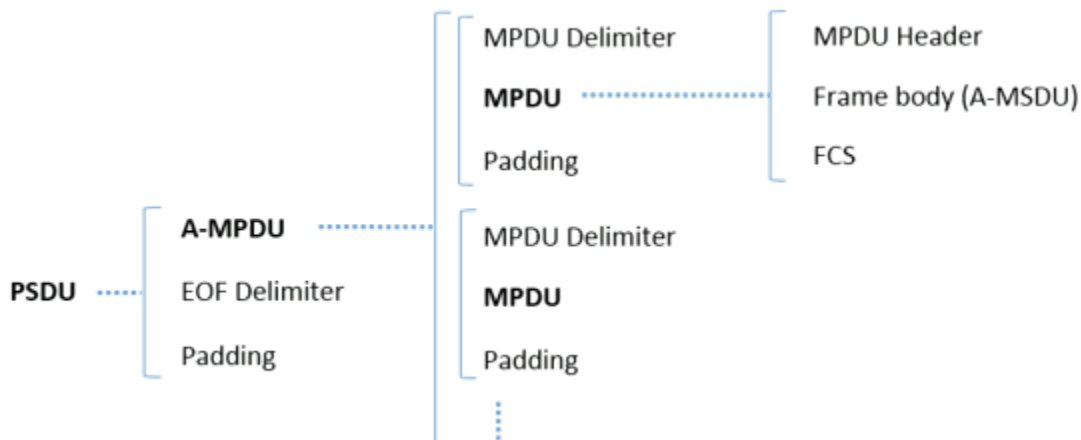 MPDU Delimiter
MPDU
Padding
MPDU Header
Frame body (A-MSDU)
FCS
A-MPDU
EOF Delimiter
Padding
PSDU
MPDU Delimiter
MPDU
Padding